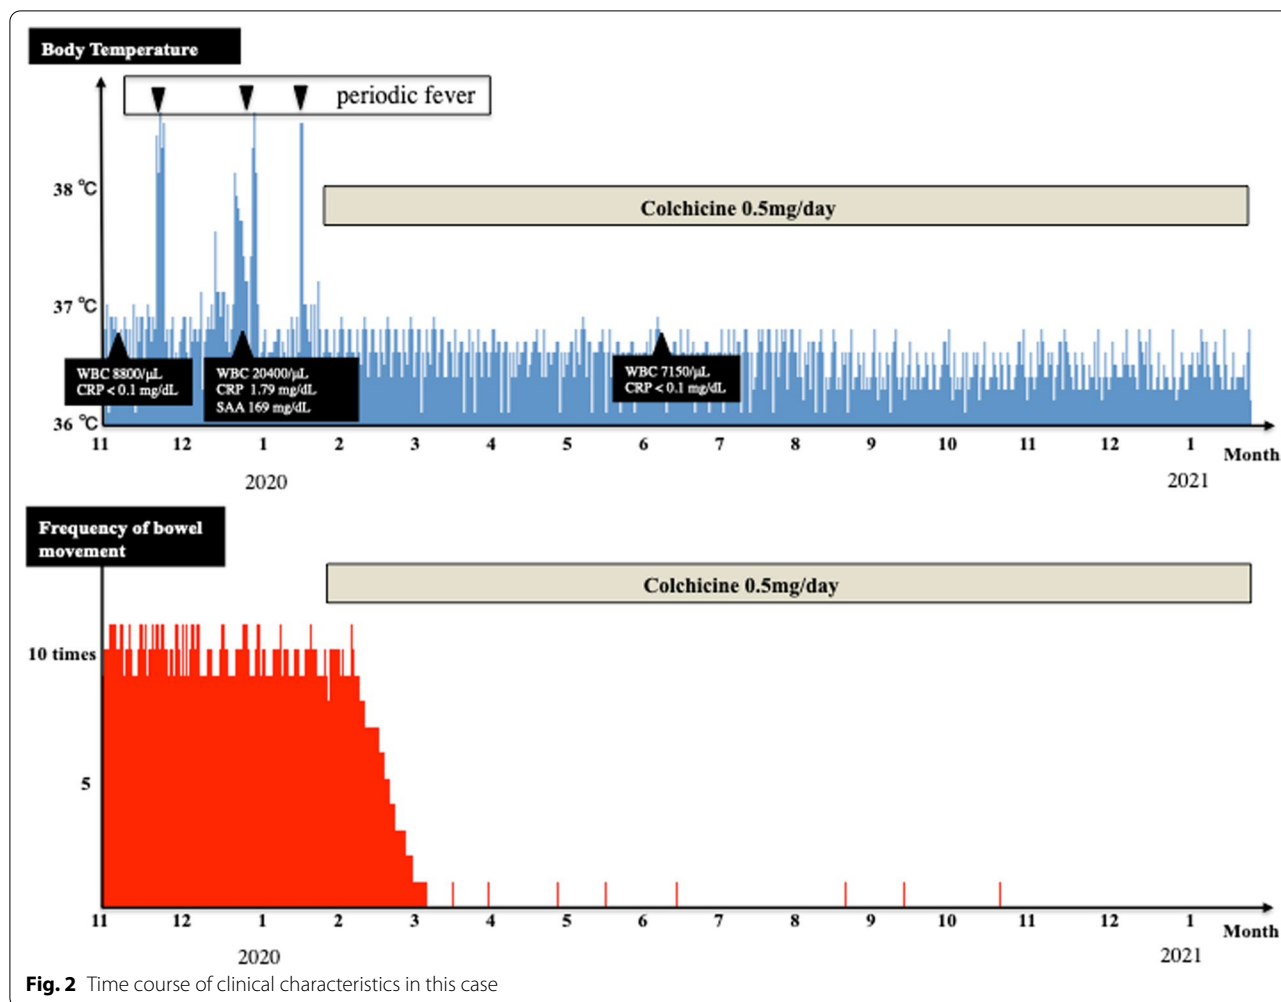 Body Temperature
periodic fever
38 ℃
Colchicine 0.5mg/day
37 ℃
WBC 8800/μL
CRP < 0.1 mg/dL
WBC 20400/μL
CRP 1.79 mg/dL
SAA 169 mg/dL
WBC 7150/μL
CRP < 0.1 mg/dL
36 ℃
11 12 1 2 3 4 5 6 7 8 9 10 11 12 1 Month
2020 2021
Frequency of bowel
movement
Colchicine 0.5mg/day
10 times
5
11 12 1 2 3 4 5 6 7 8 9 10 11 12 1 Month
2020 2021
Fig. 2 Time course of clinical characteristics in this case